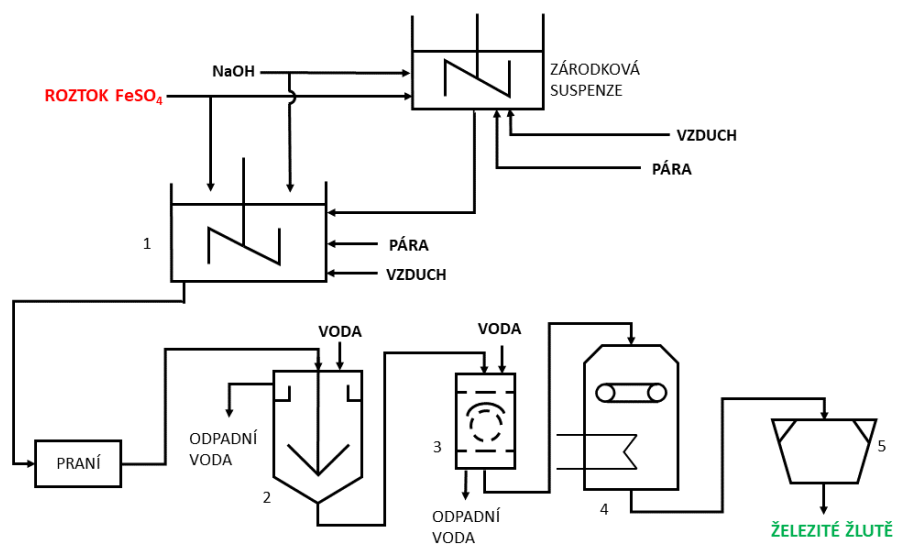 NaOH
ROZTOK FeSO₄
ZÁRODKOVÁ
SUSPENZE
VZDUCH
PÁRA
1
PÁRA
VZDUCH
VODA
VODA
ODPADNÍ
VODA
PRANÍ
2
3
ODPADNÍ
VODA
4
5
ŽELEZITÉ ŽLUTĚ